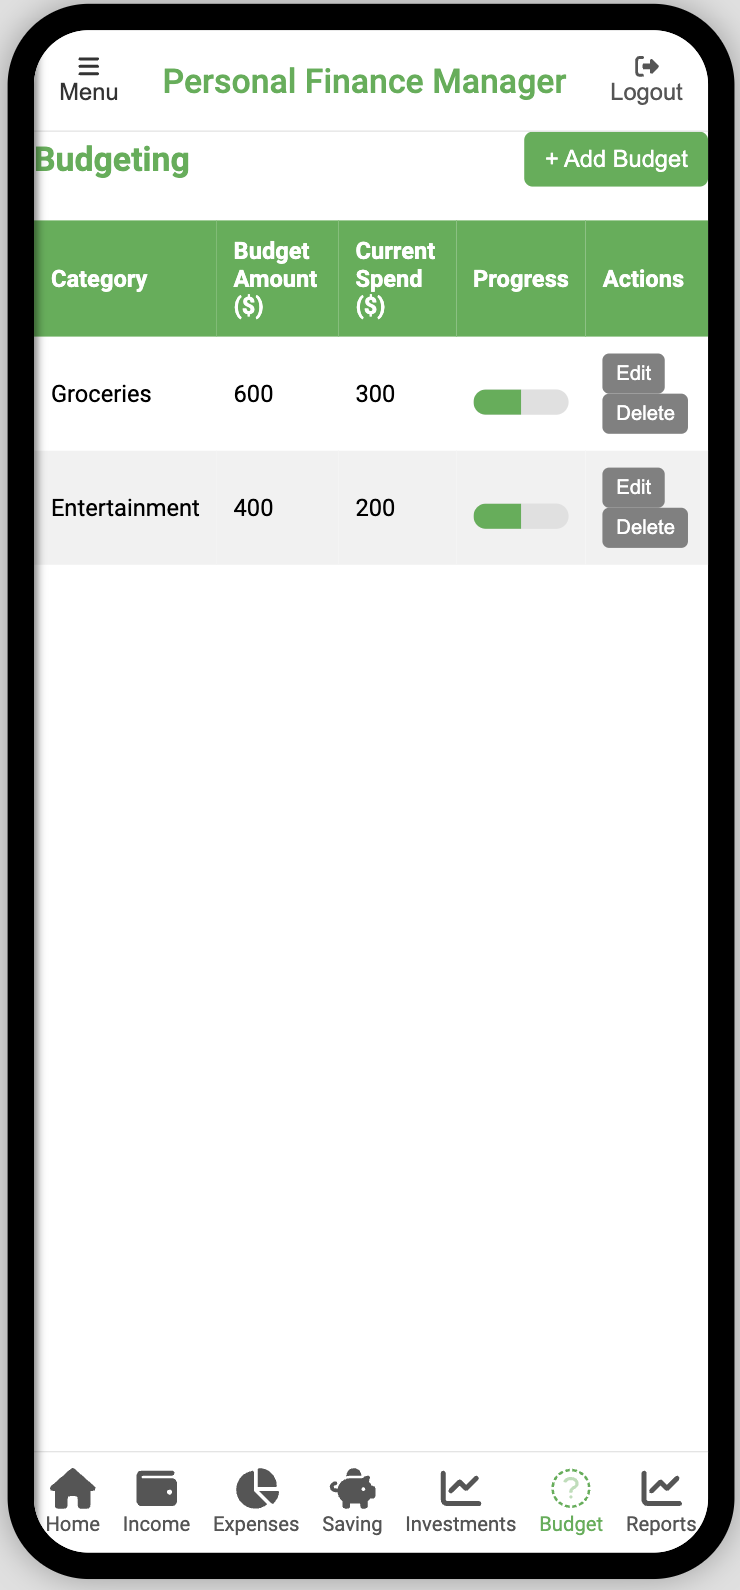 Menu
Personal Finance Manager
Logout
Budgeting
+ Add Budget
Category
Budget
Amount
($)
Current
Spend
($)
Progress
Actions
Groceries
600
300
Edit
Delete
Entertainment
400
200
Edit
Delete
Home
Income
Expenses
Saving
Investments
?
Budget
Reports